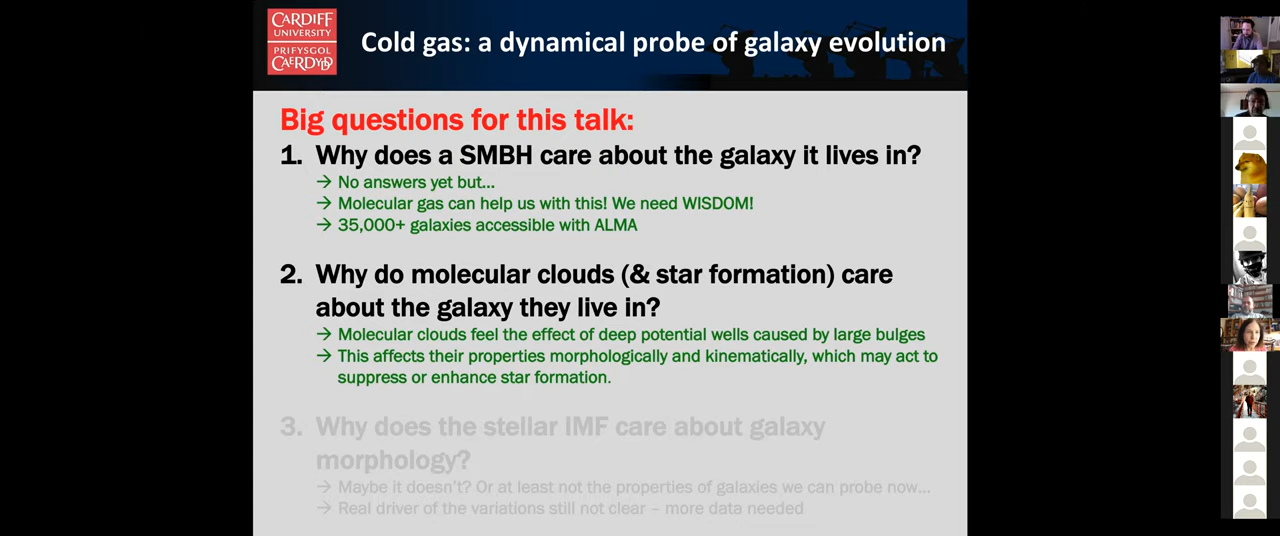 CARDIFF
UNIVERSITY
PRIFYSGOL
CAERDYDD
Cold gas: a dynamical probe of galaxy evolution
Big questions for this talk:
1. Why does a SMBH care about the galaxy it lives in?
→ No answers yet but...
→ Molecular gas can help us with this! We need WISDOM!
→ 35,000+ galaxies accessible with ALMA
2. Why do molecular clouds (& star formation) care
about the galaxy they live in?
→ Molecular clouds feel the effect of deep potential wells caused by large bulges
→ This affects their properties morphologically and kinematically, which may act to
suppress or enhance star formation.
3. Why does the stellar IMF care about galaxy
morphology?
→ Maybe it doesn't? Or at least not the properties of galaxies we can probe now...
→ Real driver of the variations still not clear – more data needed